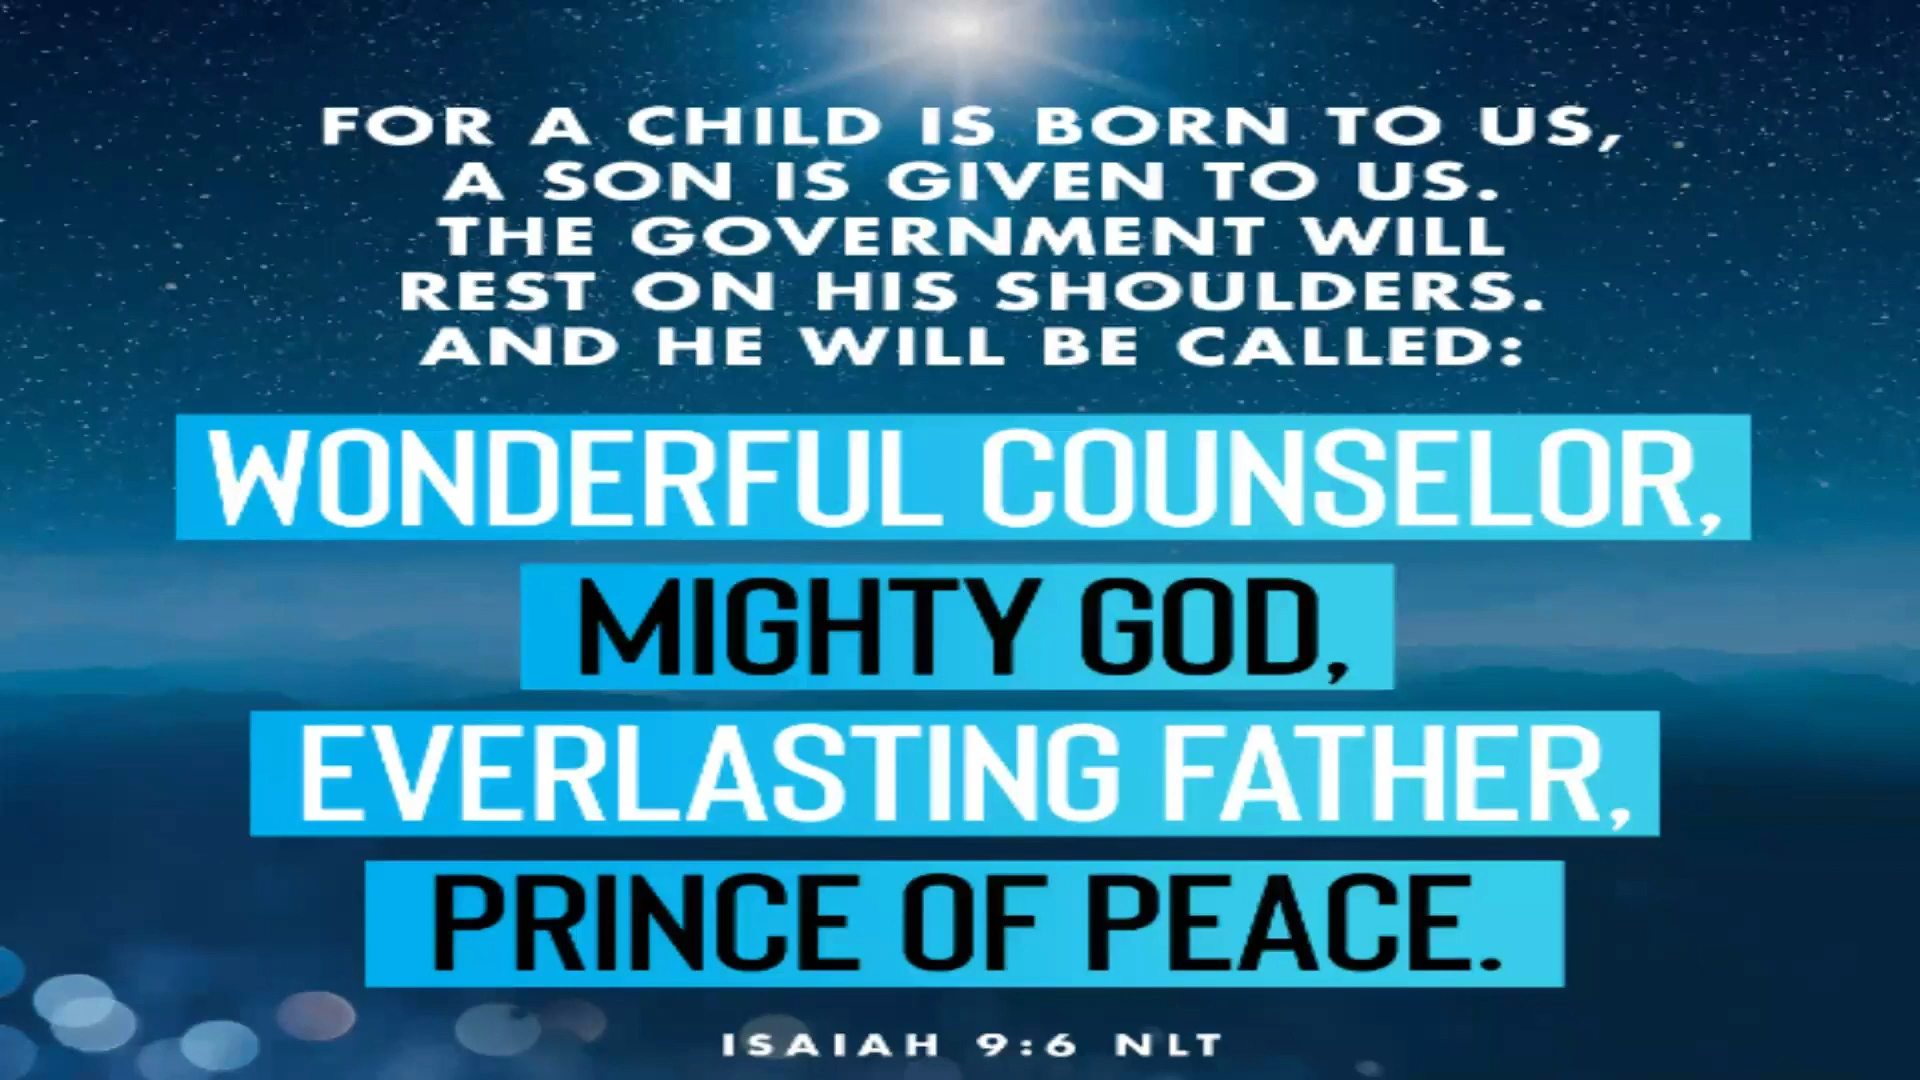 FOR A CHILD IS BORN TO US,
A SON IS GIVEN TO US.
THE GOVERNMENT WILL
REST ON HIS SHOULDERS.
AND HE WILL BE CALLED:
WONDERFUL COUNSELOR,
MIGHTY GOD,
EVERLASTING FATHER,
PRINCE OF PEACE.
ISAIAH 9:6 NLT